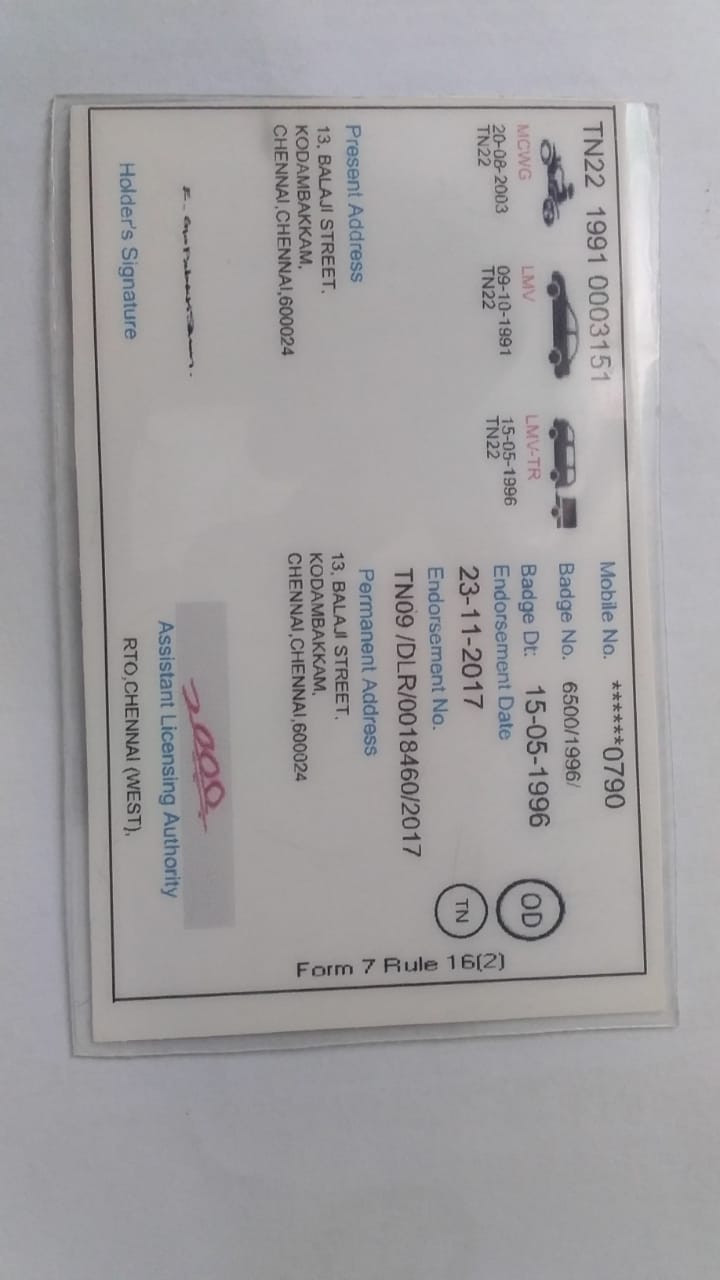 TN22 1991 0003151
MCWG
20-08-2003
TN22
LMV
09-10-1991
TN22
LMV-TR
15-05-1996
TN22
Mobile No. ******0790
Badge No. 6500/1996/
Badge Dt: 15-05-1996
Endorsement Date
23-11-2017
Endorsement No.
TN09 /DLR/0018460/2017
OD
TN
Form 7 Rule 16(2)
Present Address
13, BALAJI STREET.
KODAMBAKKAM,
CHENNAI,CHENNAI,600024
Permanent Address
13, BALAJI STREET.
KODAMBAKKAM,
CHENNAI,CHENNAI,600024
Holder's Signature
Assistant Licensing Authority
RTO,CHENNAI (WEST),